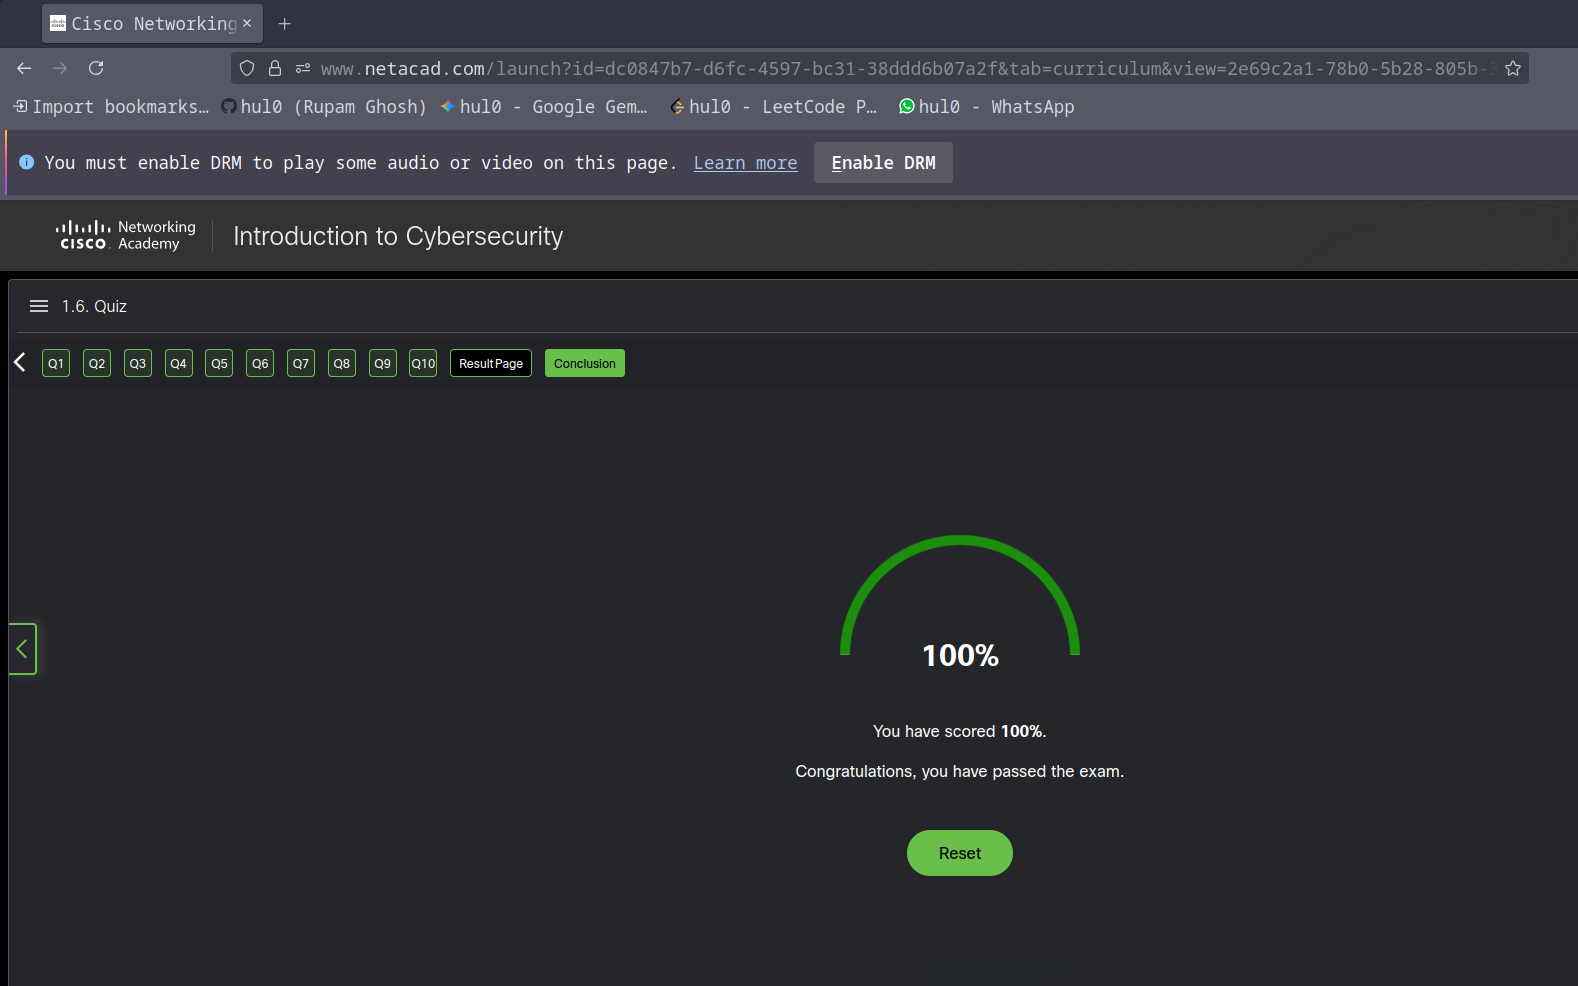 Cisco Networking
www.netacad.com/launch?id=dc0847b7-d6fc-4597-bc31-38ddd6b07a2f&tab=curriculum&view=2e69c2a1-78b0-5b28-805b-
Import bookmarks… hul0 (Rupam Ghosh) hul0 - Google Gem… hul0 - LeetCode P… hul0 - WhatsApp
You must enable DRM to play some audio or video on this page. Learn more Enable DRM
cisco Networking Academy Introduction to Cybersecurity
1.6. Quiz
Q1 Q2 Q3 Q4 Q5 Q6 Q7 Q8 Q9 Q10 Result Page Conclusion
100%
You have scored 100%.
Congratulations, you have passed the exam.
Reset